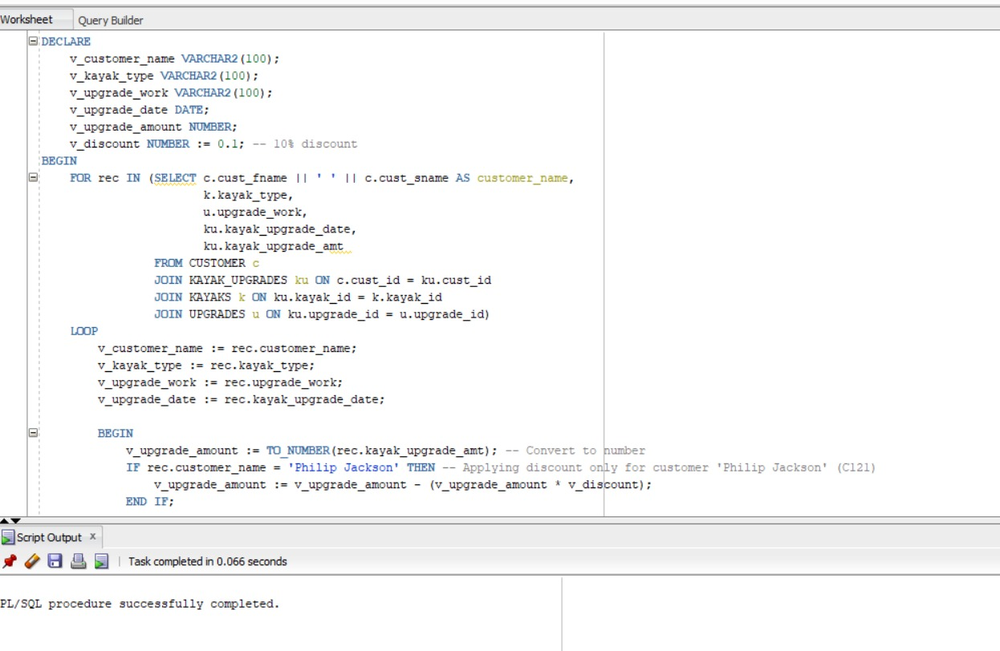 Worksheet Query Builder
DECLARE
v_customer_name VARCHAR2(100);
v_kayak_type VARCHAR2(100);
v_upgrade_work VARCHAR2(100);
v_upgrade_date DATE;
v_upgrade_amount NUMBER;
v_discount NUMBER := 0.1; -- 10% discount
BEGIN
FOR rec IN (SELECT c.cust_fname || ' ' || c.cust_sname AS customer_name,
k.kayak_type,
u.upgrade_work,
ku.kayak_upgrade_date,
ku.kayak_upgrade_amt
FROM CUSTOMER c
JOIN KAYAK_UPGRADES ku ON c.cust_id = ku.cust_id
JOIN KAYAKS k ON ku.kayak_id = k.kayak_id
JOIN UPGRADES u ON ku.upgrade_id = u.upgrade_id)
LOOP
v_customer_name := rec.customer_name;
v_kayak_type := rec.kayak_type;
v_upgrade_work := rec.upgrade_work;
v_upgrade_date := rec.kayak_upgrade_date;
BEGIN
v_upgrade_amount := TO_NUMBER(rec.kayak_upgrade_amt); -- Convert to number
IF rec.customer_name = 'Philip Jackson' THEN -- Applying discount only for customer 'Philip Jackson' (C121)
v_upgrade_amount := v_upgrade_amount - (v_upgrade_amount * v_discount);
END IF;
Script Output x
Task completed in 0.066 seconds
PL/SQL procedure successfully completed.